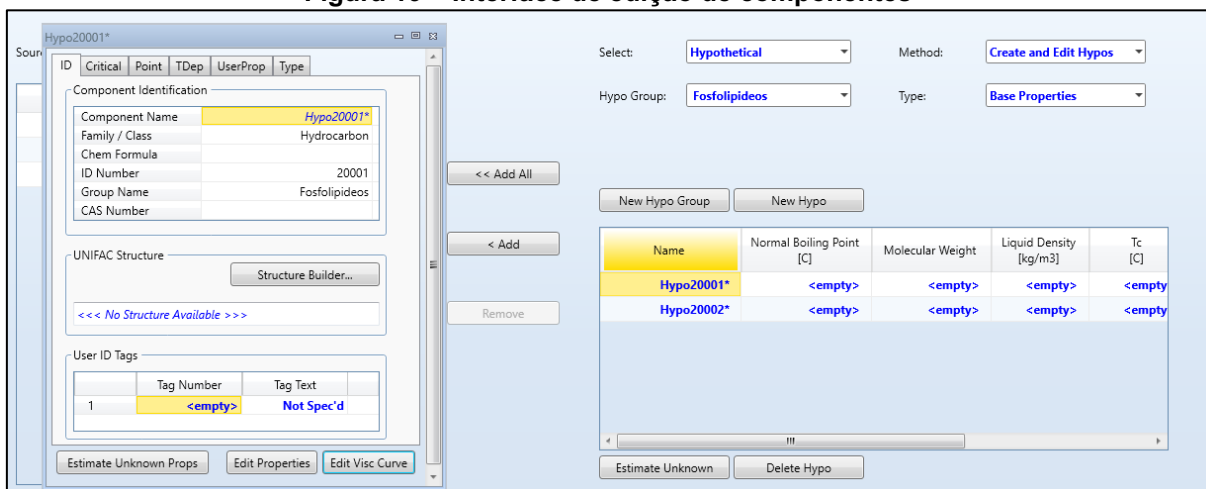 Hypo20001*
ID Critical Point TDep UserProp Type
Component Identification
Component Name Hypo20001*
Family / Class Hydrocarbon
Chem Formula
ID Number 20001
Group Name Fosfolipideos
CAS Number
UNIFAC Structure
Structure Builder...
<<< No Structure Available >>>
User ID Tags
Tag Number Tag Text
1 <empty> Not Spec'd
Estimate Unknown Props Edit Properties Edit Visc Curve
<< Add All
< Add
Remove
Select: Hypothetical Method: Create and Edit Hypos
Hypo Group: Fosfolipideos Type: Base Properties
New Hypo Group New Hypo
Name Normal Boiling Point [C] Molecular Weight Liquid Density [kg/m3] Tc [C]
Hypo20001* <empty> <empty> <empty> <empty
Hypo20002* <empty> <empty> <empty> <empty
Estimate Unknown Delete Hypo